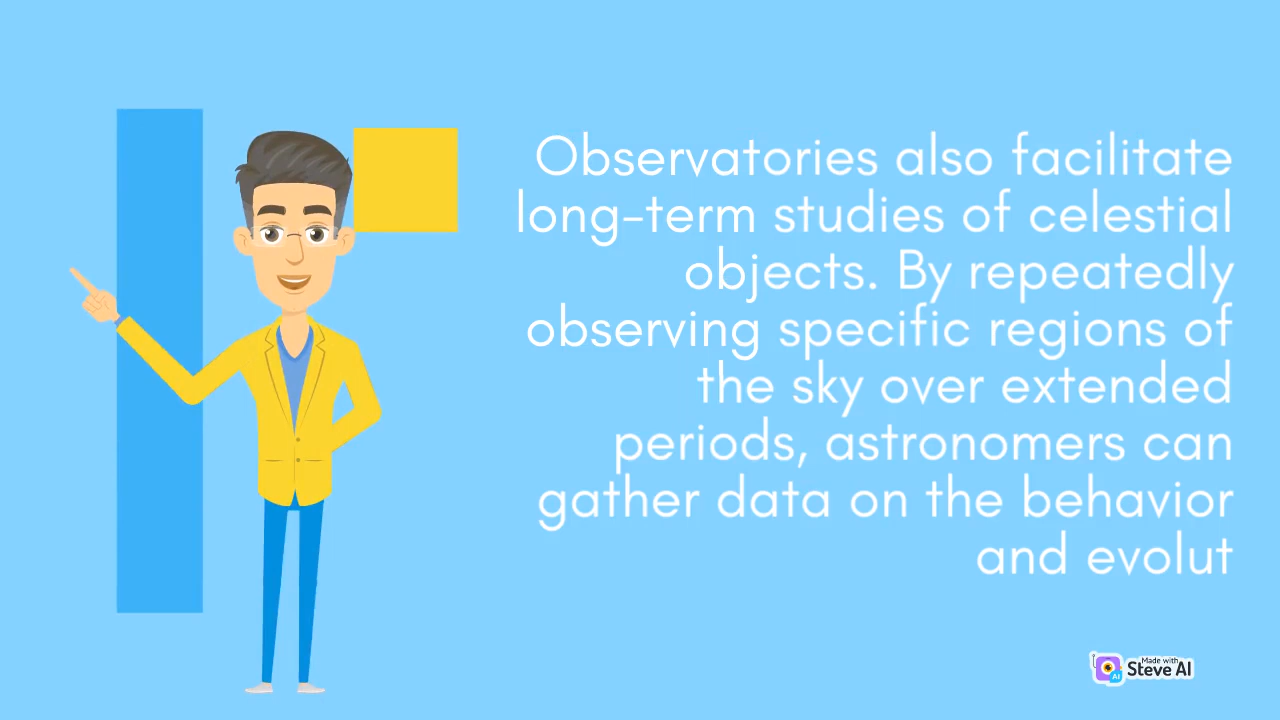 Observatories also facilitate
long-term studies of celestial
objects. By repeatedly
observing specific regions of
the sky over extended
periods, astronomers can
gather data on the behavior
and evolut
Made with
Steve AI
AI